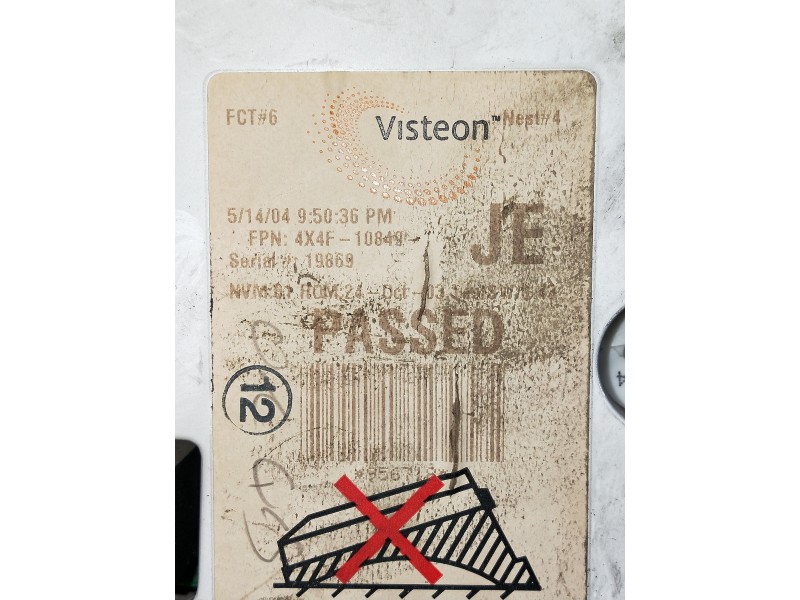 FCT#6
Visteon™
Nest#4
5/14/04 9:50:36 PM
FPN: 4X4F-10849-
JE
Serial #: 19869
PASSED
12